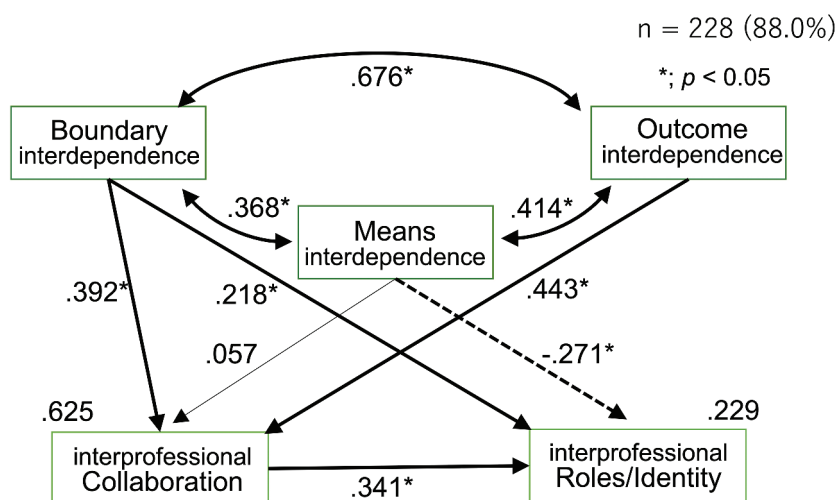 n = 228 (88.0%)
.676*
*; p < 0.05
Boundary
interdependence
Outcome
interdependence
.368*
.414*
Means
interdependence
.392*
.218*
.443*
.057
-.271*
.625
.229
interprofessional
Collaboration
interprofessional
Roles/Identity
.341*